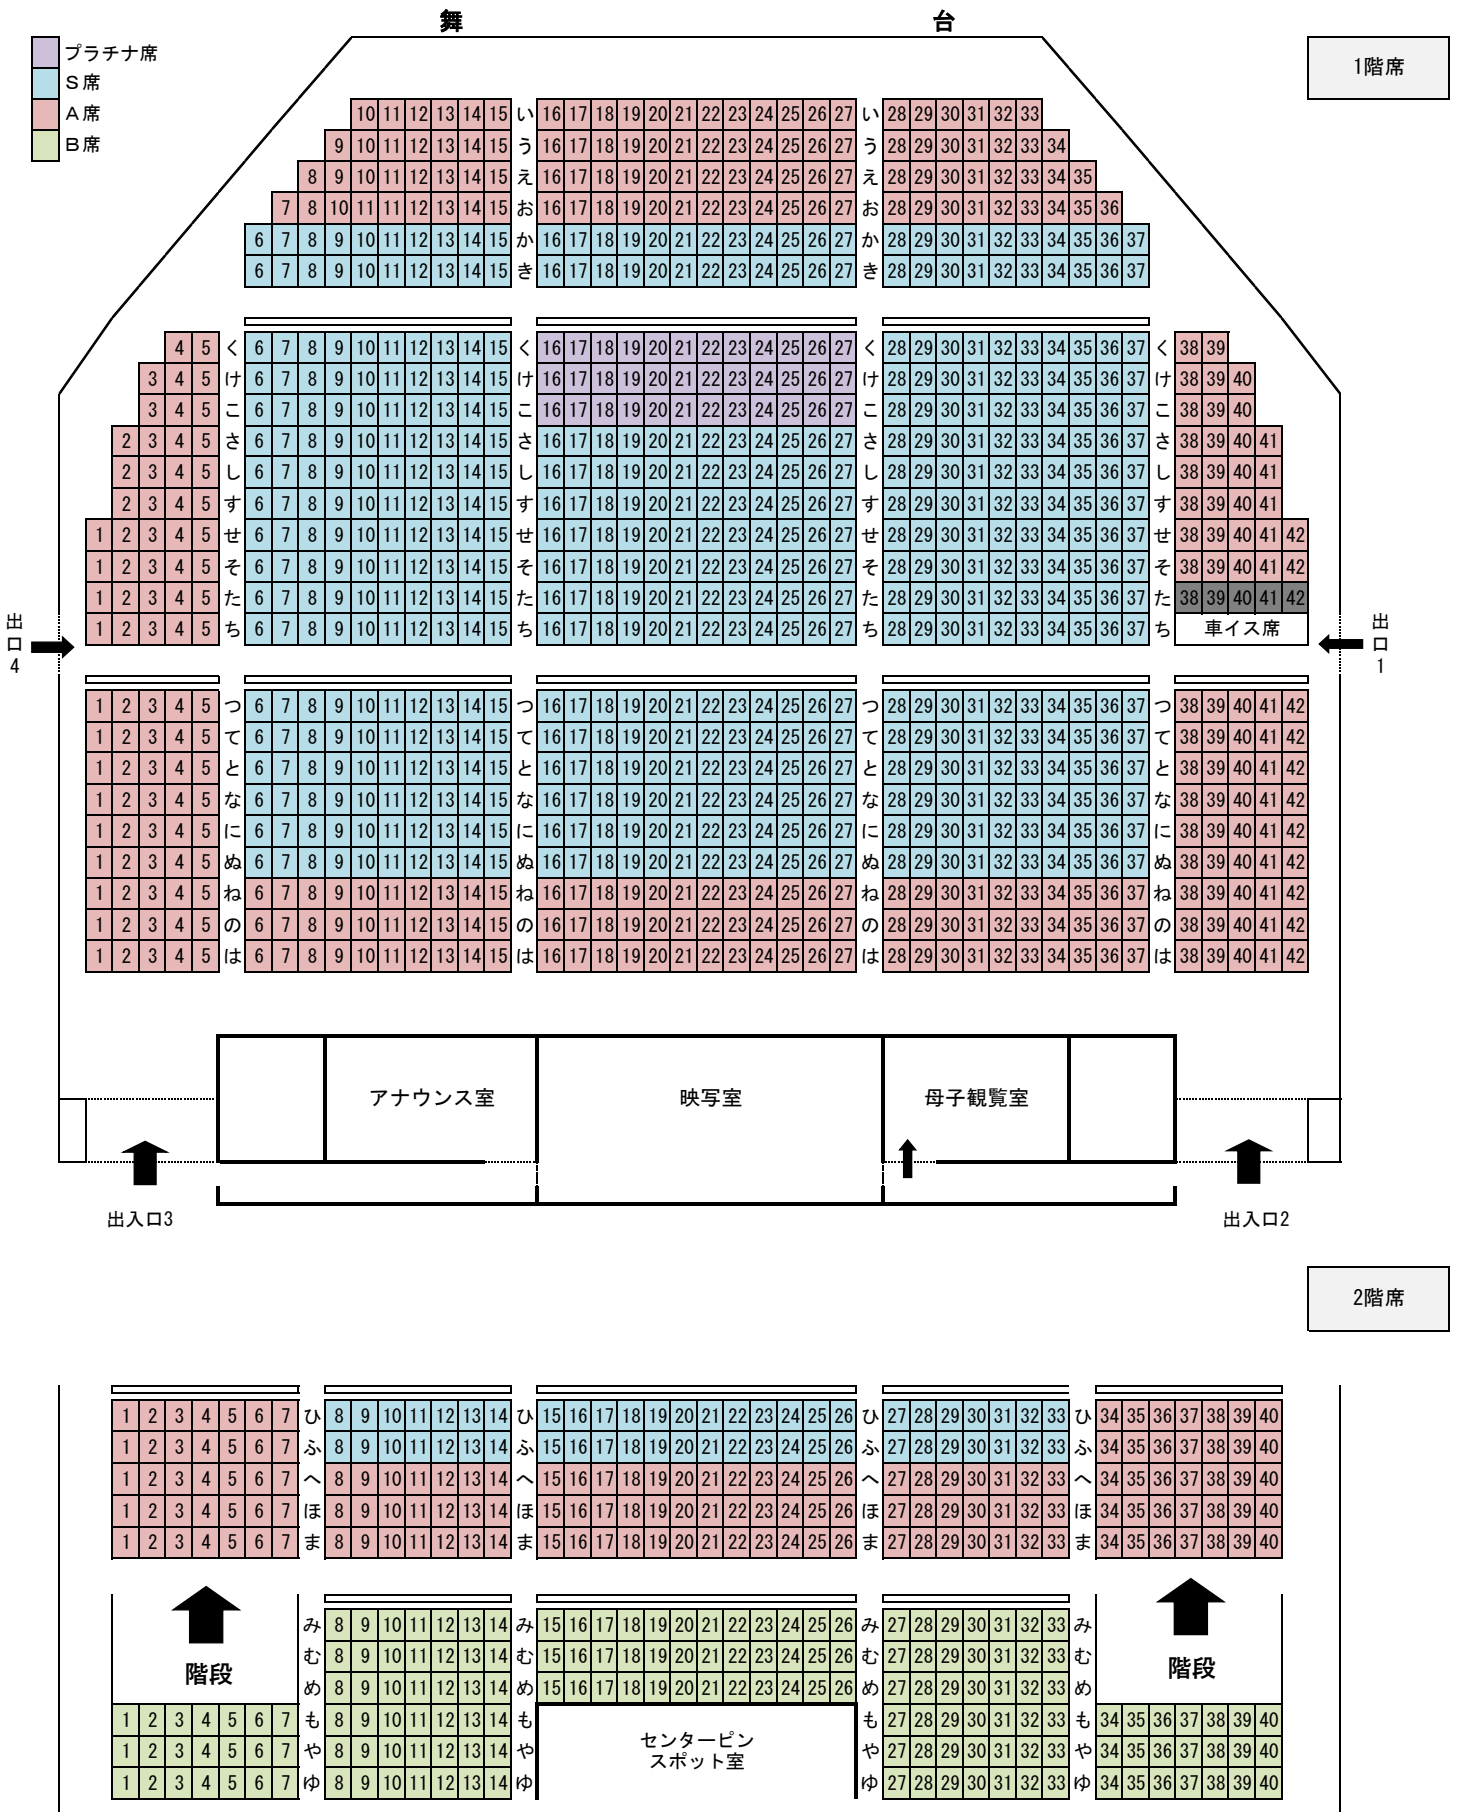 舞 台
プラチナ席
1階席
S席
A席
B席
10 11 12 13 14 15 い 16 17 18 19 20 21 22 23 24 25 26 27 い 28 29 30 31 32 33
9 10 11 12 13 14 15 う 16 17 18 19 20 21 22 23 24 25 26 27 う 28 29 30 31 32 33 34
8 9 10 11 12 13 14 15 え 16 17 18 19 20 21 22 23 24 25 26 27 え 28 29 30 31 32 33 34 35
7 8 10 11 11 12 13 14 15 お 16 17 18 19 20 21 22 23 24 25 26 27 お 28 29 30 31 32 33 34 35 36
6 7 8 9 10 11 12 13 14 15 か 16 17 18 19 20 21 22 23 24 25 26 27 か 28 29 30 31 32 33 34 35 36 37
6 7 8 9 10 11 12 13 14 15 き 16 17 18 19 20 21 22 23 24 25 26 27 き 28 29 30 31 32 33 34 35 36 37
4 5 く 6 7 8 9 10 11 12 13 14 15 く 16 17 18 19 20 21 22 23 24 25 26 27 く 28 29 30 31 32 33 34 35 36 37 く 38 39
3 4 5 け 6 7 8 9 10 11 12 13 14 15 け 16 17 18 19 20 21 22 23 24 25 26 27 け 28 29 30 31 32 33 34 35 36 37 け 38 39 40
3 4 5 こ 6 7 8 9 10 11 12 13 14 15 こ 16 17 18 19 20 21 22 23 24 25 26 27 こ 28 29 30 31 32 33 34 35 36 37 こ 38 39 40
2 3 4 5 さ 6 7 8 9 10 11 12 13 14 15 さ 16 17 18 19 20 21 22 23 24 25 26 27 さ 28 29 30 31 32 33 34 35 36 37 さ 38 39 40 41
2 3 4 5 し 6 7 8 9 10 11 12 13 14 15 し 16 17 18 19 20 21 22 23 24 25 26 27 し 28 29 30 31 32 33 34 35 36 37 し 38 39 40 41
2 3 4 5 す 6 7 8 9 10 11 12 13 14 15 す 16 17 18 19 20 21 22 23 24 25 26 27 す 28 29 30 31 32 33 34 35 36 37 す 38 39 40 41
1 2 3 4 5 せ 6 7 8 9 10 11 12 13 14 15 せ 16 17 18 19 20 21 22 23 24 25 26 27 せ 28 29 30 31 32 33 34 35 36 37 せ 38 39 40 41 42
1 2 3 4 5 そ 6 7 8 9 10 11 12 13 14 15 そ 16 17 18 19 20 21 22 23 24 25 26 27 そ 28 29 30 31 32 33 34 35 36 37 そ 38 39 40 41 42
1 2 3 4 5 た 6 7 8 9 10 11 12 13 14 15 た 16 17 18 19 20 21 22 23 24 25 26 27 た 28 29 30 31 32 33 34 35 36 37 た 38 39 40 41 42
1 2 3 4 5 ち 6 7 8 9 10 11 12 13 14 15 ち 16 17 18 19 20 21 22 23 24 25 26 27 ち 28 29 30 31 32 33 34 35 36 37 ち 車イス席
出口4
出口1
1 2 3 4 5 つ 6 7 8 9 10 11 12 13 14 15 つ 16 17 18 19 20 21 22 23 24 25 26 27 つ 28 29 30 31 32 33 34 35 36 37 つ 38 39 40 41 42
1 2 3 4 5 て 6 7 8 9 10 11 12 13 14 15 て 16 17 18 19 20 21 22 23 24 25 26 27 て 28 29 30 31 32 33 34 35 36 37 て 38 39 40 41 42
1 2 3 4 5 と 6 7 8 9 10 11 12 13 14 15 と 16 17 18 19 20 21 22 23 24 25 26 27 と 28 29 30 31 32 33 34 35 36 37 と 38 39 40 41 42
1 2 3 4 5 な 6 7 8 9 10 11 12 13 14 15 な 16 17 18 19 20 21 22 23 24 25 26 27 な 28 29 30 31 32 33 34 35 36 37 な 38 39 40 41 42
1 2 3 4 5 に 6 7 8 9 10 11 12 13 14 15 に 16 17 18 19 20 21 22 23 24 25 26 27 に 28 29 30 31 32 33 34 35 36 37 に 38 39 40 41 42
1 2 3 4 5 ぬ 6 7 8 9 10 11 12 13 14 15 ぬ 16 17 18 19 20 21 22 23 24 25 26 27 ぬ 28 29 30 31 32 33 34 35 36 37 ぬ 38 39 40 41 42
1 2 3 4 5 ね 6 7 8 9 10 11 12 13 14 15 ね 16 17 18 19 20 21 22 23 24 25 26 27 ね 28 29 30 31 32 33 34 35 36 37 ね 38 39 40 41 42
1 2 3 4 5 の 6 7 8 9 10 11 12 13 14 15 の 16 17 18 19 20 21 22 23 24 25 26 27 の 28 29 30 31 32 33 34 35 36 37 の 38 39 40 41 42
1 2 3 4 5 は 6 7 8 9 10 11 12 13 14 15 は 16 17 18 19 20 21 22 23 24 25 26 27 は 28 29 30 31 32 33 34 35 36 37 は 38 39 40 41 42
アナウンス室 映写室 母子観覧室
出入口3 出入口2
2階席
1 2 3 4 5 6 7 ひ 8 9 10 11 12 13 14 ひ 15 16 17 18 19 20 21 22 23 24 25 26 ひ 27 28 29 30 31 32 33 ひ 34 35 36 37 38 39 40
1 2 3 4 5 6 7 ふ 8 9 10 11 12 13 14 ふ 15 16 17 18 19 20 21 22 23 24 25 26 ふ 27 28 29 30 31 32 33 ふ 34 35 36 37 38 39 40
1 2 3 4 5 6 7 へ 8 9 10 11 12 13 14 へ 15 16 17 18 19 20 21 22 23 24 25 26 へ 27 28 29 30 31 32 33 へ 34 35 36 37 38 39 40
1 2 3 4 5 6 7 ほ 8 9 10 11 12 13 14 ほ 15 16 17 18 19 20 21 22 23 24 25 26 ほ 27 28 29 30 31 32 33 ほ 34 35 36 37 38 39 40
1 2 3 4 5 6 7 ま 8 9 10 11 12 13 14 ま 15 16 17 18 19 20 21 22 23 24 25 26 ま 27 28 29 30 31 32 33 ま 34 35 36 37 38 39 40
み 8 9 10 11 12 13 14 み 15 16 17 18 19 20 21 22 23 24 25 26 み 27 28 29 30 31 32 33 み
む 8 9 10 11 12 13 14 む 15 16 17 18 19 20 21 22 23 24 25 26 む 27 28 29 30 31 32 33 む
階段 階段
め 8 9 10 11 12 13 14 め 15 16 17 18 19 20 21 22 23 24 25 26 め 27 28 29 30 31 32 33 め
1 2 3 4 5 6 7 も 8 9 10 11 12 13 14 も も 27 28 29 30 31 32 33 も 34 35 36 37 38 39 40
センターピン
スポット室
1 2 3 4 5 6 7 や 8 9 10 11 12 13 14 や や 27 28 29 30 31 32 33 や 34 35 36 37 38 39 40
1 2 3 4 5 6 7 ゆ 8 9 10 11 12 13 14 ゆ ゆ 27 28 29 30 31 32 33 ゆ 34 35 36 37 38 39 40